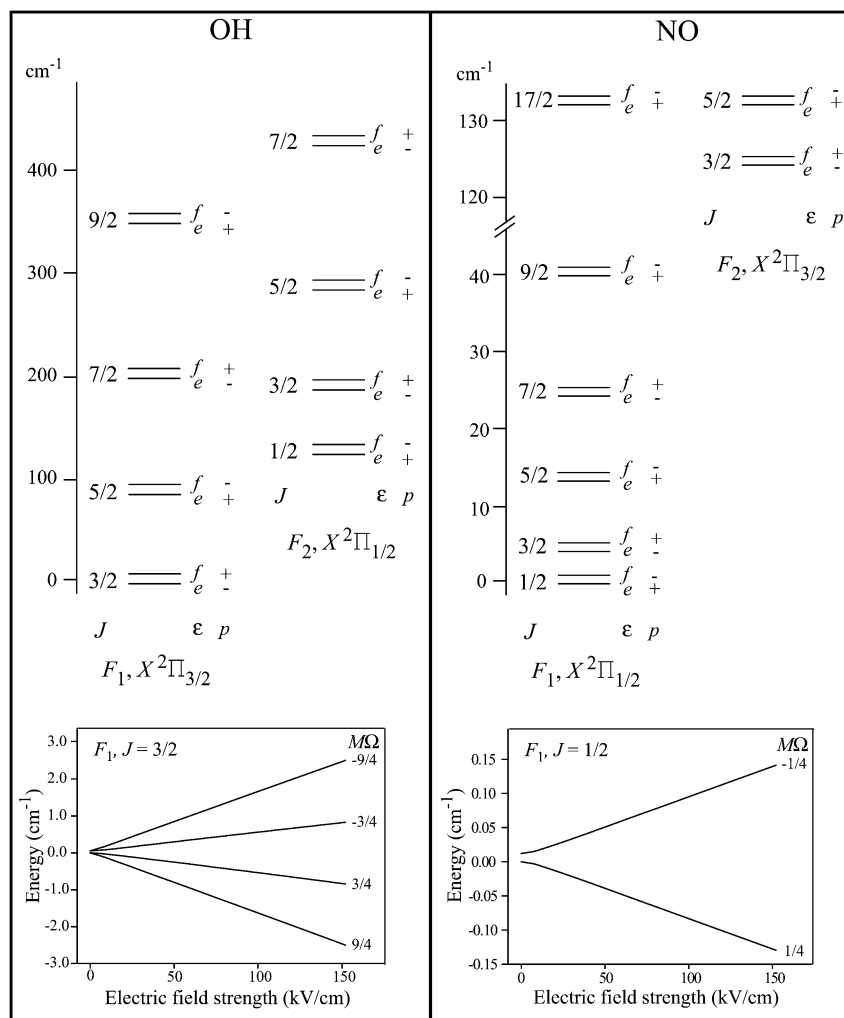 OH
cm-1
400
300
200
100
0
7/2 f +
e -
9/2 f -
e +
5/2 f -
e +
7/2 f +
e -
3/2 f +
e -
1/2 f -
e +
5/2 f -
e +
J ε p
F2, X2Π1/2
3/2 f +
e -
J ε p
F1, X2Π3/2
NO
cm-1
130
120
40
30
20
10
0
17/2 f -
e +
5/2 f -
e +
3/2 f +
e -
J ε p
F2, X2Π3/2
9/2 f -
e +
7/2 f +
e -
5/2 f -
e +
3/2 f +
e -
1/2 f -
e +
J ε p
F1, X2Π1/2
F1, J = 3/2
MΩ
-9/4
-3/4
3/4
9/4
3.0
2.0
1.0
0.0
-1.0
-2.0
-3.0
Energy (cm-1)
0 50 100 150
Electric field strength (kV/cm)
F1, J = 1/2
MΩ
-1/4
1/4
0.15
0.10
0.05
0.00
-0.05
-0.10
-0.15
Energy (cm-1)
0 50 100 150
Electric field strength (kV/cm)